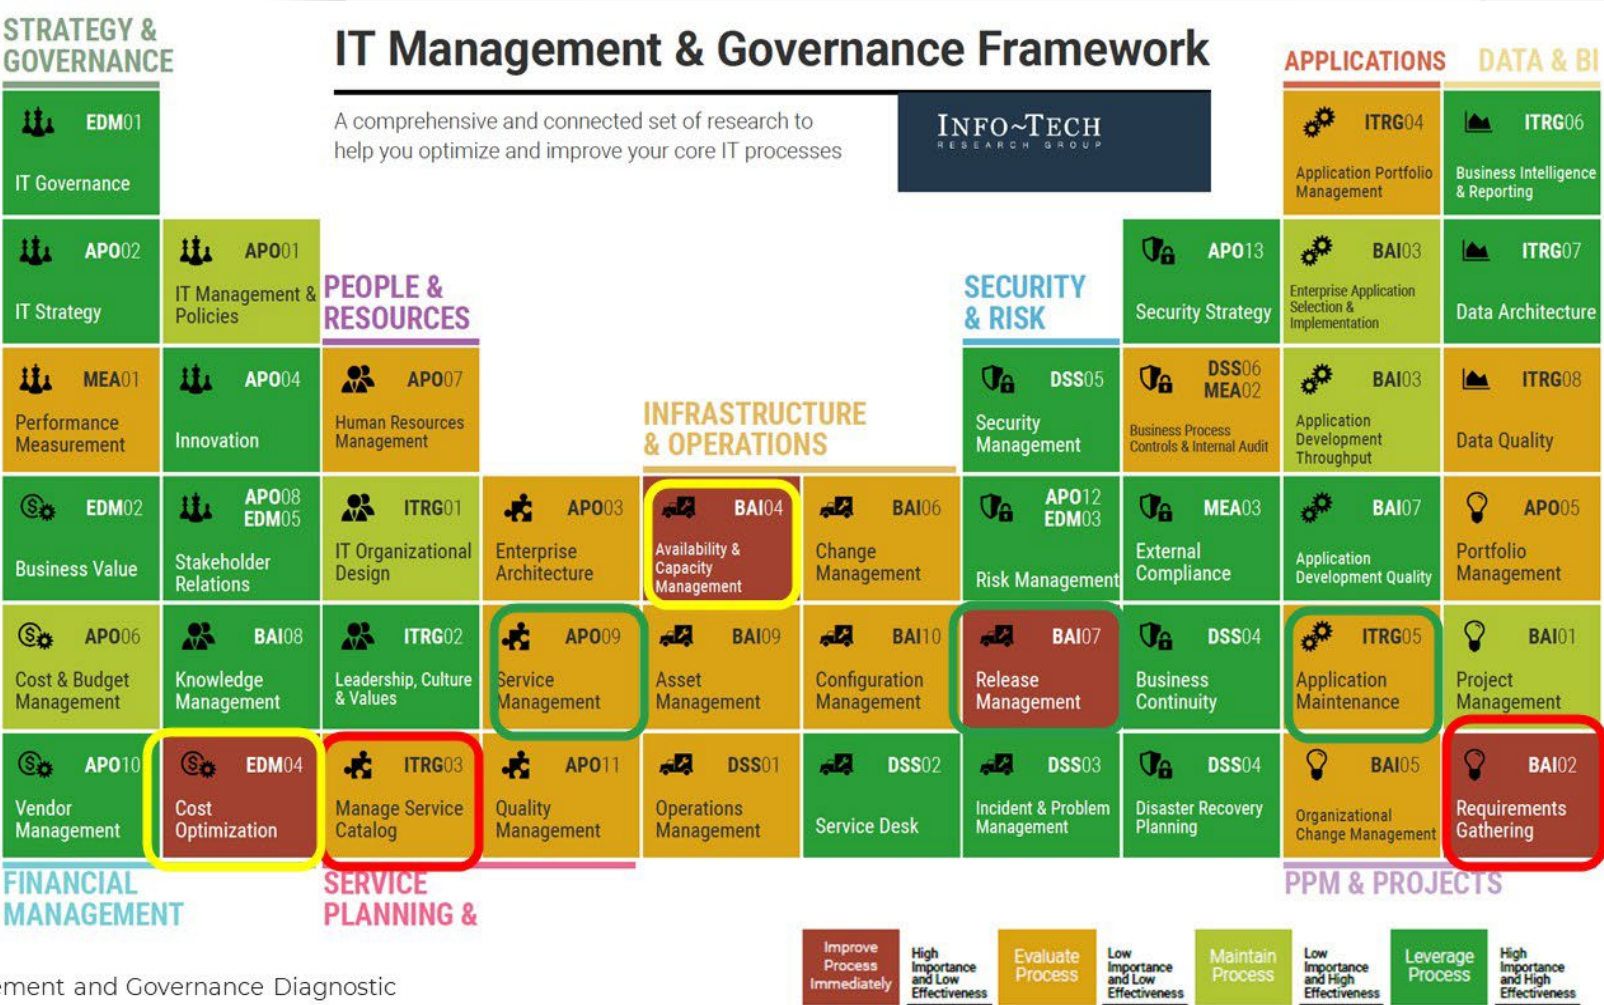 STRATEGY &
GOVERNANCE
IT Management & Governance Framework
A comprehensive and connected set of research to
help you optimize and improve your core IT processes
INFO~TECH
RESEARCH GROUP
APPLICATIONS
DATA & BI
EDM01
IT Governance
ITRG04
Application Portfolio
Management
ITRG06
Business Intelligence
& Reporting
APO02
IT Strategy
APO01
IT Management &
Policies
PEOPLE &
RESOURCES
SECURITY
& RISK
APO13
Security Strategy
BAI03
Enterprise Application
Selection &
Implementation
ITRG07
Data Architecture
MEA01
Performance
Measurement
APO04
Innovation
APO07
Human Resources
Management
INFRASTRUCTURE
& OPERATIONS
DSS05
Security
Management
DSS06
MEA02
Business Process
Controls & Internal Audit
BAI03
Application
Development
Throughput
ITRG08
Data Quality
EDM02
Business Value
APO08
EDM05
Stakeholder
Relations
ITRG01
IT Organizational
Design
APO03
Enterprise
Architecture
BAI04
Availability &
Capacity
Management
BAI06
Change
Management
APO12
EDM03
Risk Management
MEA03
External
Compliance
BAI07
Application
Development Quality
APO05
Portfolio
Management
APO06
Cost & Budget
Management
BAI08
Knowledge
Management
ITRG02
Leadership, Culture
& Values
APO09
Service
Management
BAI09
Asset
Management
BAI10
Configuration
Management
BAI07
Release
Management
DSS04
Business
Continuity
ITRG05
Application
Maintenance
BAI01
Project
Management
APO10
Vendor
Management
EDM04
Cost
Optimization
ITRG03
Manage Service
Catalog
APO11
Quality
Management
DSS01
Operations
Management
DSS02
Service Desk
DSS03
Incident & Problem
Management
DSS04
Disaster Recovery
Planning
BAI05
Organizational
Change Management
BAI02
Requirements
Gathering
FINANCIAL
MANAGEMENT
SERVICE
PLANNING &
PPM & PROJECTS
Improve
Process
Immediately
High
Importance
and Low
Effectiveness
Evaluate
Process
Low
Importance
and Low
Effectiveness
Maintain
Process
Low
Importance
and High
Effectiveness
Leverage
Process
High
Importance
and High
Effectiveness
ement and Governance Diagnostic